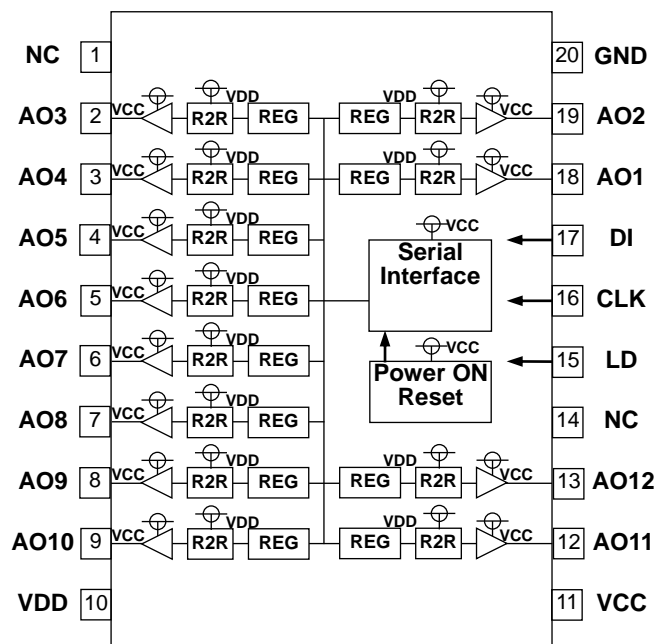 NC 1 20 GND
VDD VDD
AO3 2 VCC R2R REG REG R2R VCC 19 AO2
VDD VDD
AO4 3 VCC R2R REG REG R2R VCC 18 AO1
VDD VCC
AO5 4 VCC R2R REG Serial 17 DI
Interface
VDD
AO6 5 VCC R2R REG 16 CLK
VDD VCC
AO7 6 VCC R2R REG Power ON 15 LD
Reset
VDD
AO8 7 VCC R2R REG 14 NC
VDD VDD
AO9 8 VCC R2R REG REG R2R VCC 13 AO12
VDD VDD
AO10 9 VCC R2R REG REG R2R VCC 12 AO11
VDD 10 11 VCC